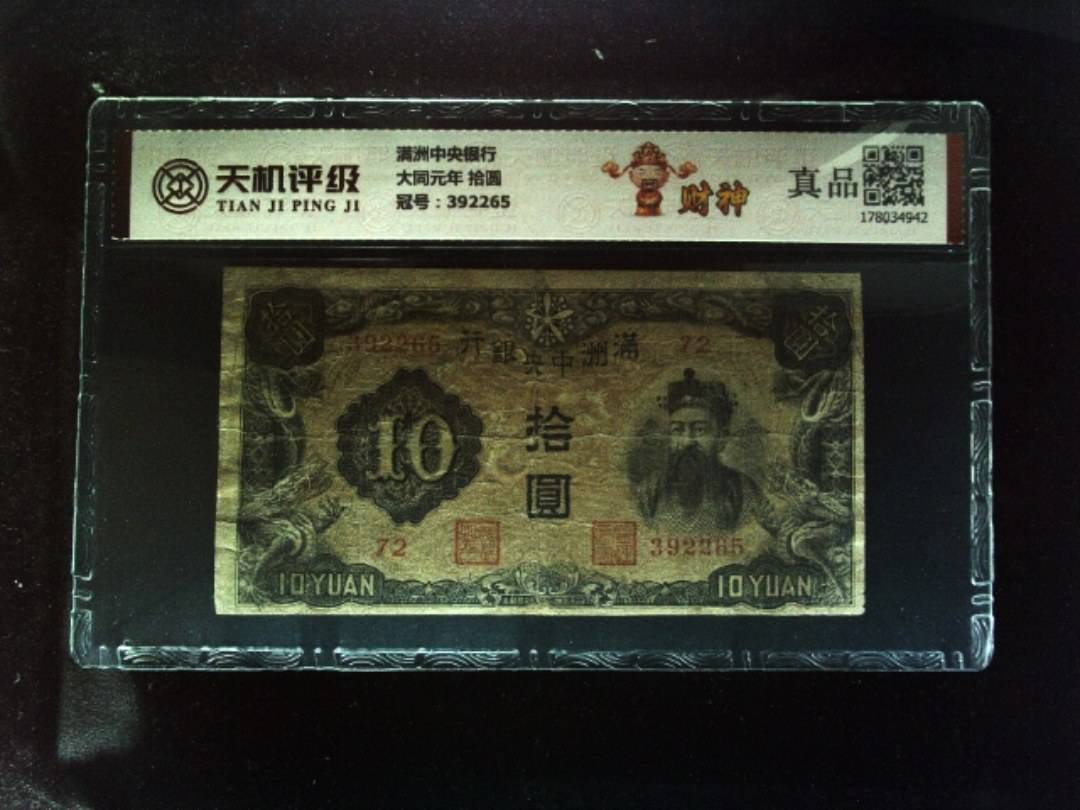 天机评级
TIAN JI PING JI
满洲中央银行
大同元年 拾圆
冠号：392265
财神
真品
178034942
拾
圓
392265
行銀央中洲滿
72
10
拾
圓
72
392265
10 YUAN
10 YUAN